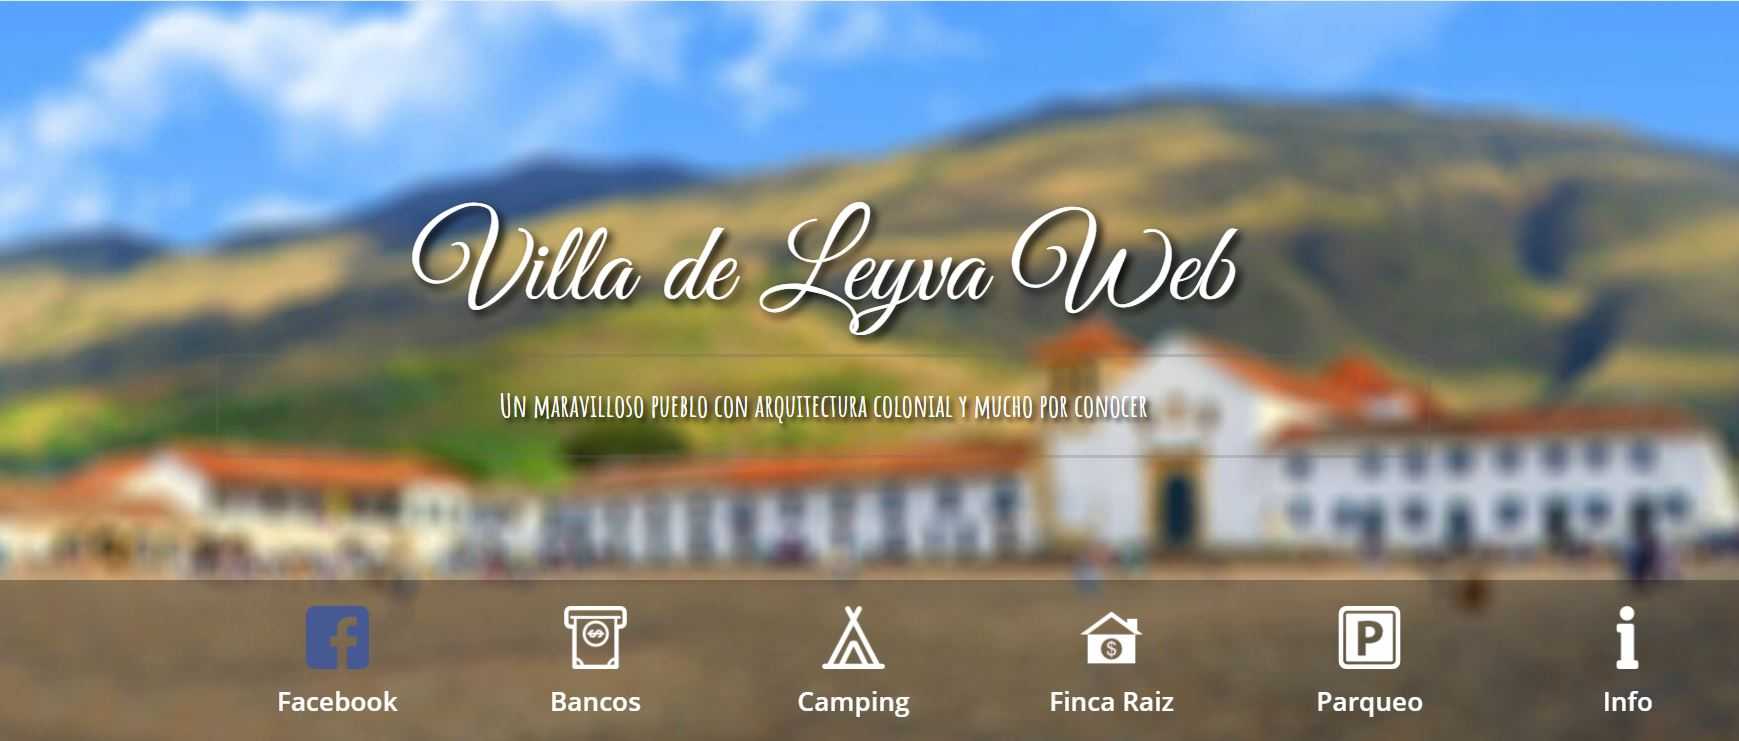 Villa de Leyva Web
Un maravilloso pueblo con arquitectura colonial y mucho por conocer
Facebook Bancos Camping Finca Raiz Parqueo Info